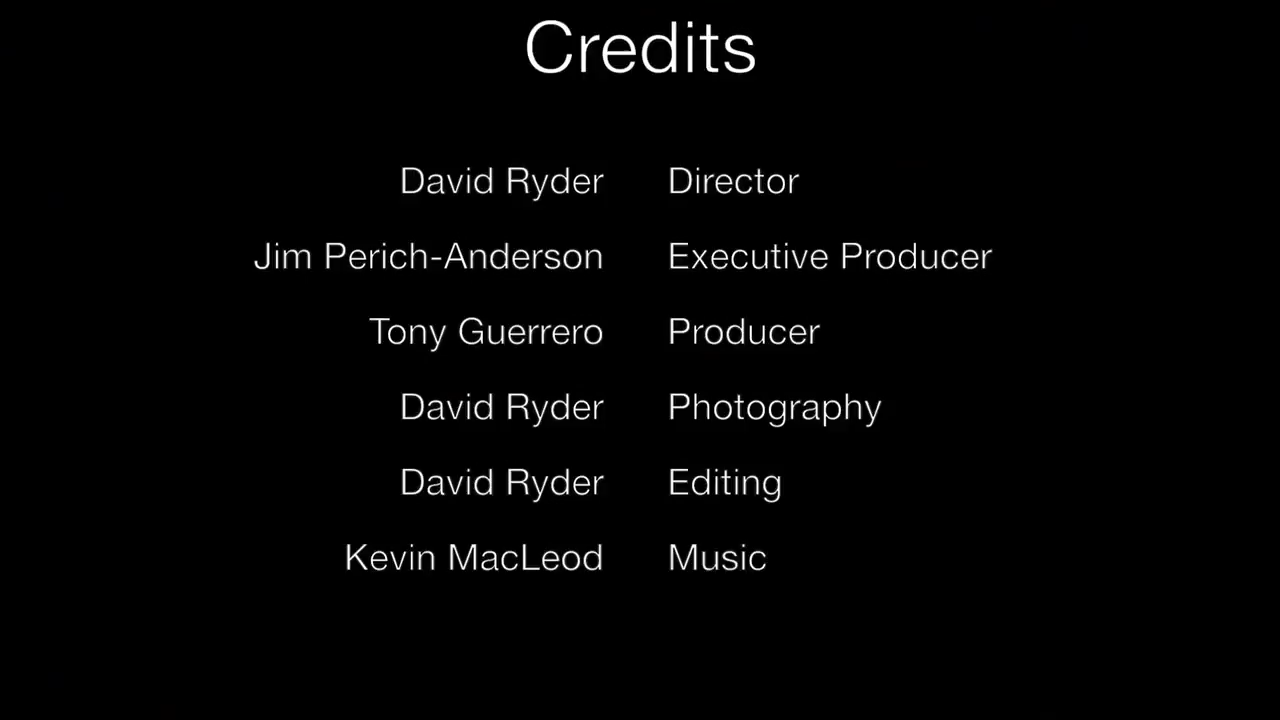 Credits
David Ryder Director
Jim Perich-Anderson Executive Producer
Tony Guerrero Producer
David Ryder Photography
David Ryder Editing
Kevin MacLeod Music